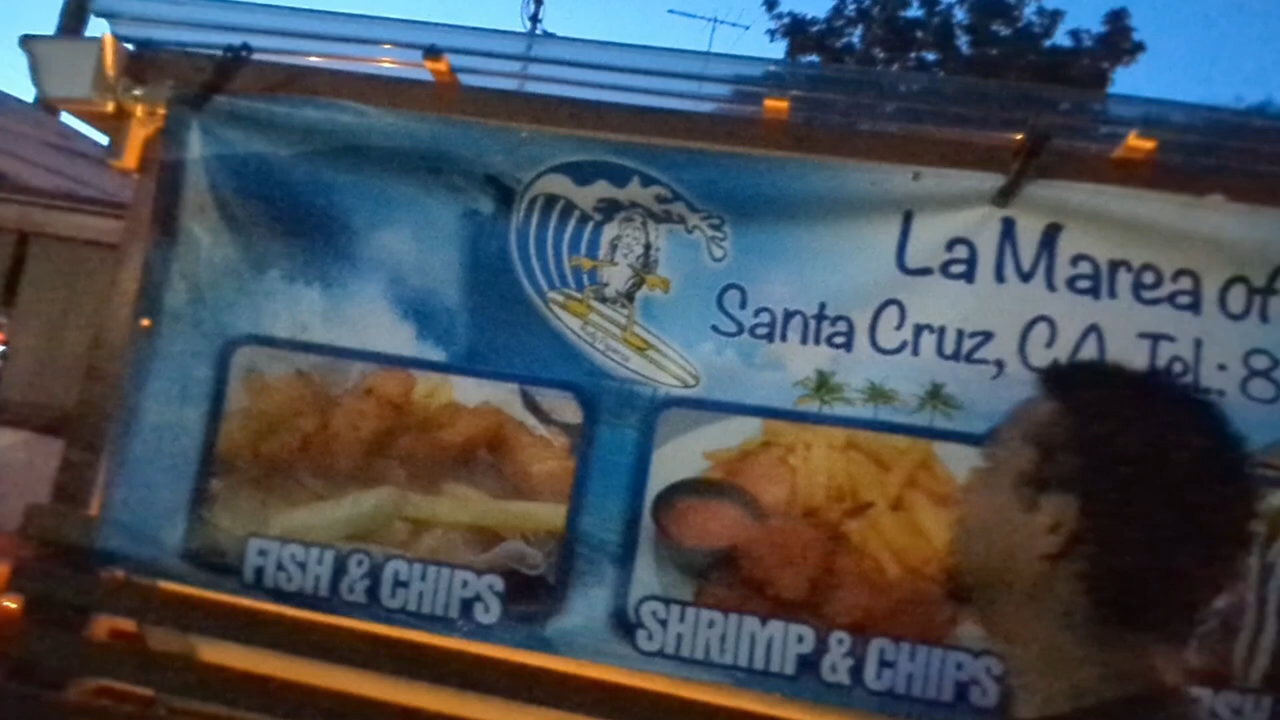 La Marea of
Santa Cruz, CA Tel.: 8
FISH & CHIPS
SHRIMP & CHIPS